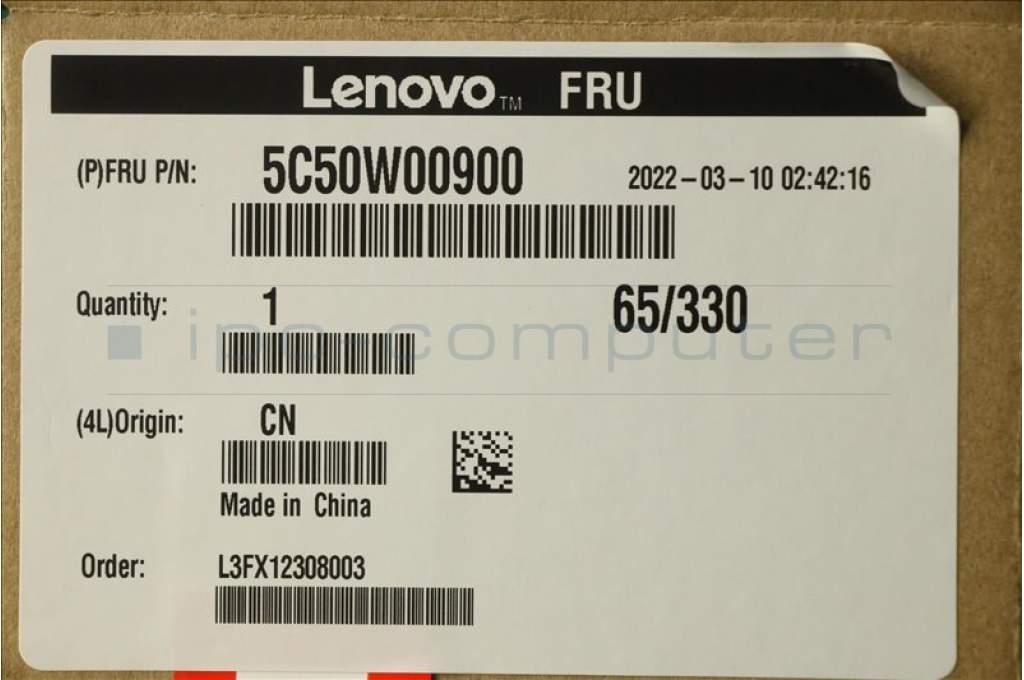 Lenovo™ FRU
(P)FRU P/N: 5C50W00900 2022-03-10 02:42:16
Quantity: 1 65/330
ipc-computer
(4L)Origin: CN
Made in China
Order: L3FX12308003